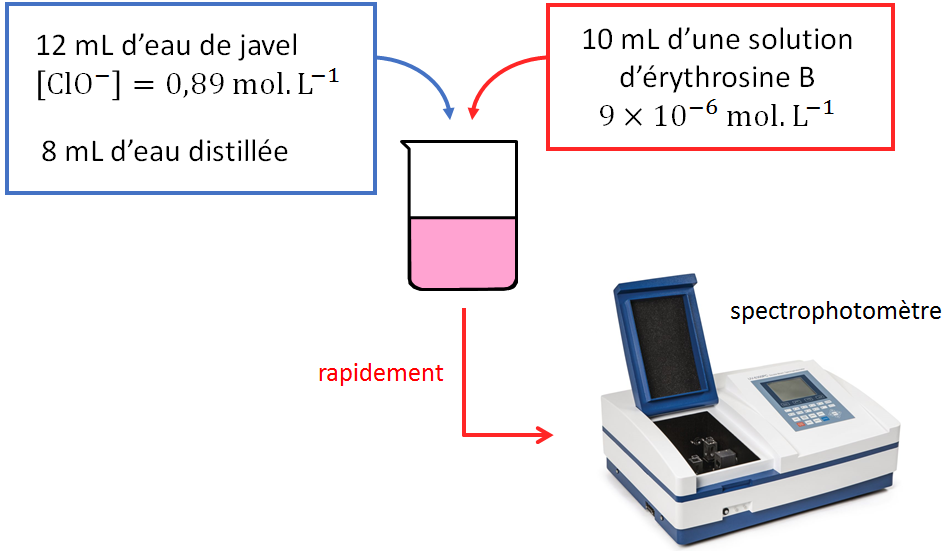 12 mL d’eau de javel
[ClO⁻] = 0,89 mol. L⁻¹
8 mL d’eau distillée
10 mL d’une solution
d’érythrosine B
9 × 10⁻⁶ mol. L⁻¹
rapidement
spectrophotomètre